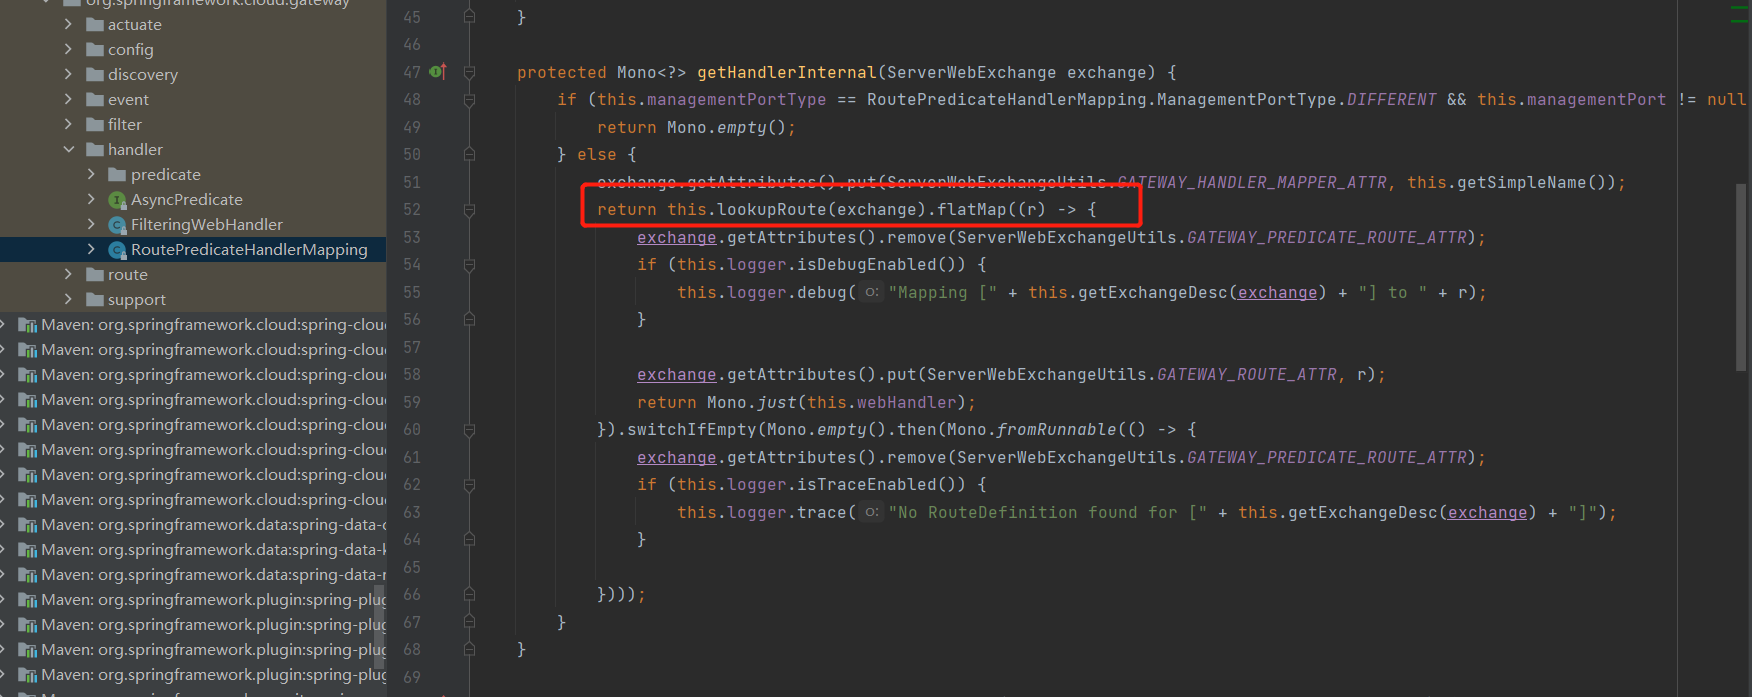 org.springframework.cloud.gateway
actuate
config
discovery
event
filter
handler
predicate
AsyncPredicate
FilteringWebHandler
RoutePredicateHandlerMapping
route
support
Maven: org.springframework.cloud:spring-clou
Maven: org.springframework.cloud:spring-clou
Maven: org.springframework.cloud:spring-clou
Maven: org.springframework.cloud:spring-clou
Maven: org.springframework.cloud:spring-clou
Maven: org.springframework.cloud:spring-clou
Maven: org.springframework.cloud:spring-clou
Maven: org.springframework.cloud:spring-clou
Maven: org.springframework.data:spring-data-c
Maven: org.springframework.data:spring-data-k
Maven: org.springframework.data:spring-data-r
Maven: org.springframework.plugin:spring-plug
Maven: org.springframework.plugin:spring-plug
Maven: org.springframework.plugin:spring-plug
Maven: org.springframework.plugin:spring-plug
45 }
46
47 protected Mono<?> getHandlerInternal(ServerWebExchange exchange) {
48 if (this.managementPortType == RoutePredicateHandlerMapping.ManagementPortType.DIFFERENT && this.managementPort != null
49 return Mono.empty();
50 } else {
51 exchange.getAttributes().put(ServerWebExchangeUtils.GATEWAY_HANDLER_MAPPER_ATTR, this.getSimpleName());
52 return this.lookupRoute(exchange).flatMap((r) -> {
53 exchange.getAttributes().remove(ServerWebExchangeUtils.GATEWAY_PREDICATE_ROUTE_ATTR);
54 if (this.logger.isDebugEnabled()) {
55 this.logger.debug( o: "Mapping [" + this.getExchangeDesc(exchange) + "] to " + r);
56 }
57
58 exchange.getAttributes().put(ServerWebExchangeUtils.GATEWAY_ROUTE_ATTR, r);
59 return Mono.just(this.webHandler);
60 }).switchIfEmpty(Mono.empty().then(Mono.fromRunnable(() -> {
61 exchange.getAttributes().remove(ServerWebExchangeUtils.GATEWAY_PREDICATE_ROUTE_ATTR);
62 if (this.logger.isTraceEnabled()) {
63 this.logger.trace( o: "No RouteDefinition found for [" + this.getExchangeDesc(exchange) + "]");
64 }
65
66 })));
67 }
68 }
69